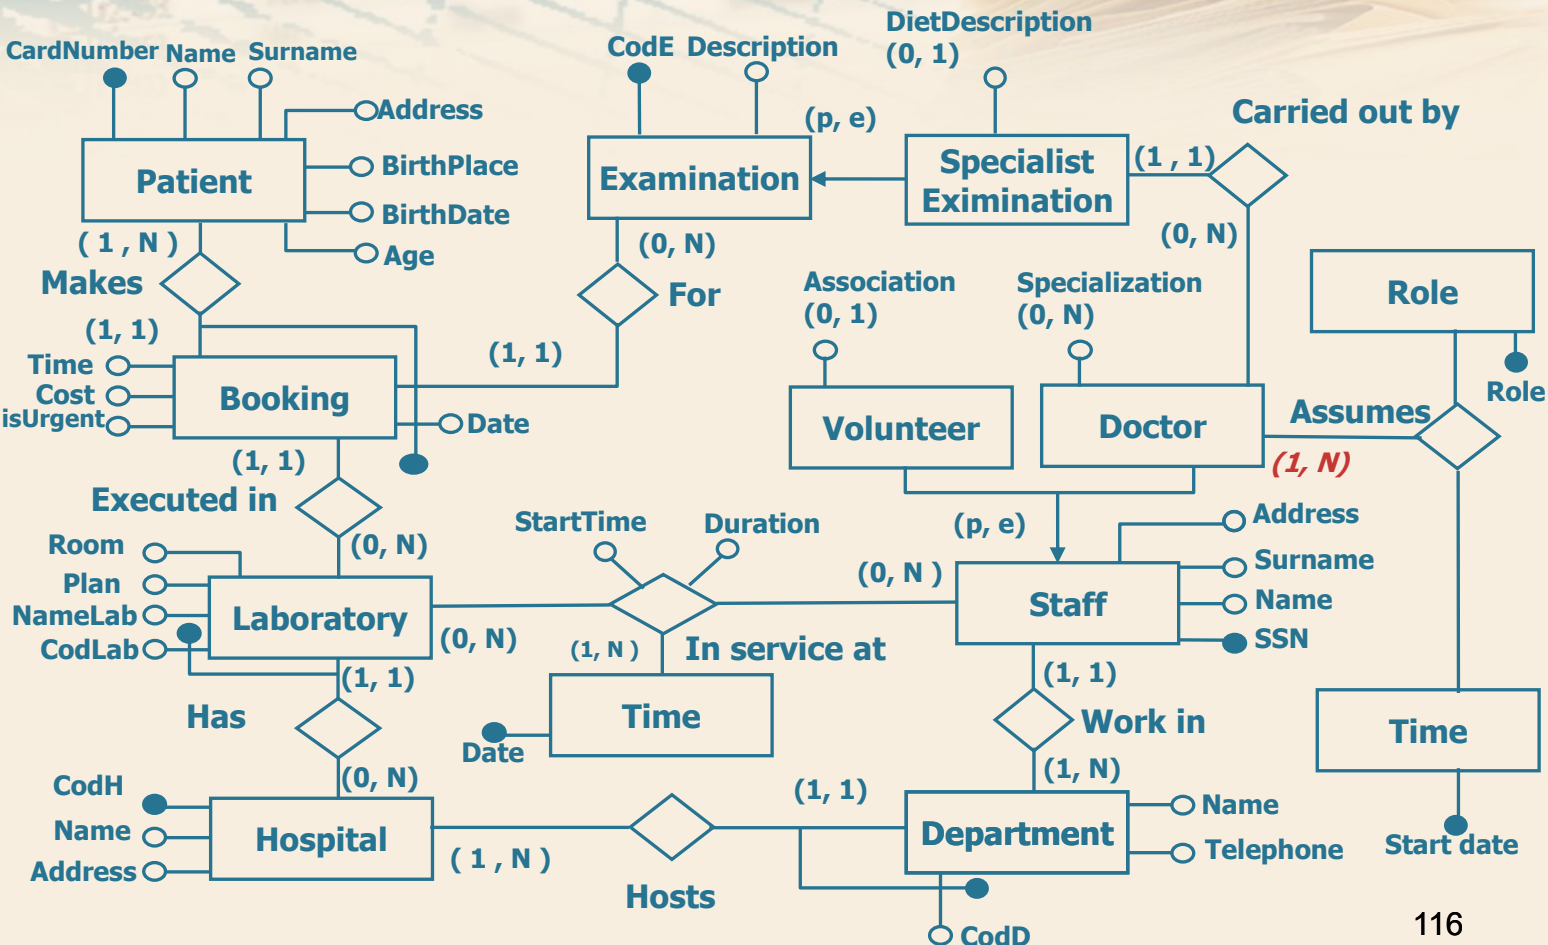 DietDescription
(0, 1)
CardNumber Name Surname
CodE Description
Address
(p, e)
Carried out by
Patient
BirthPlace
Examination
Specialist
Eximination
(1 , 1)
BirthDate
( 1 , N )
Age
(0, N)
(0, N)
Makes
For
Association
(0, 1)
Specialization
(0, N)
Role
(1, 1)
(1, 1)
Time
Cost
isUrgent
Booking
Date
Volunteer
Doctor
Assumes
Role
(1, 1)
(1, N)
Executed in
StartTime
Duration
(p, e)
Address
Room
(0, N)
Surname
Plan
(0, N )
Name
NameLab
Laboratory
Staff
CodLab
(0, N)
(1, N )
In service at
SSN
(1, 1)
(1, 1)
Has
Time
Work in
Time
Date
(0, N)
(1, N)
CodH
(1, 1)
Name
Name
Hospital
Department
Address
( 1 , N )
Telephone
Start date
Hosts
CodD
116